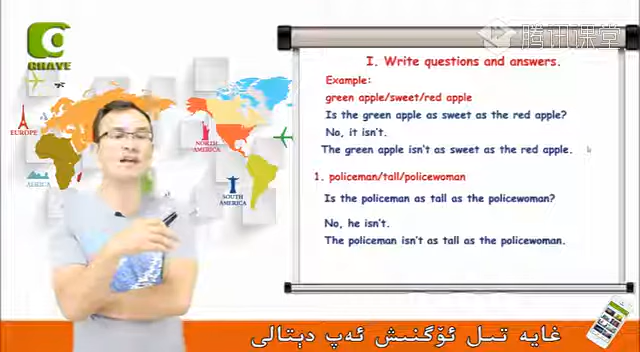 GHAYE
腾讯课堂
EUROPE
AFRICA
NORTH
AMERICA
SOUTH
AMERICA
I. Write questions and answers.
Example:
green apple/sweet/red apple
Is the green apple as sweet as the red apple?
No, it isn't.
The green apple isn't as sweet as the red apple.
1. policeman/tall/policewoman
Is the policeman as tall as the policewoman?
No, he isn't.
The policeman isn't as tall as the policewoman.
غايە تىل ئۆگىنىش ئەپ دېتالى